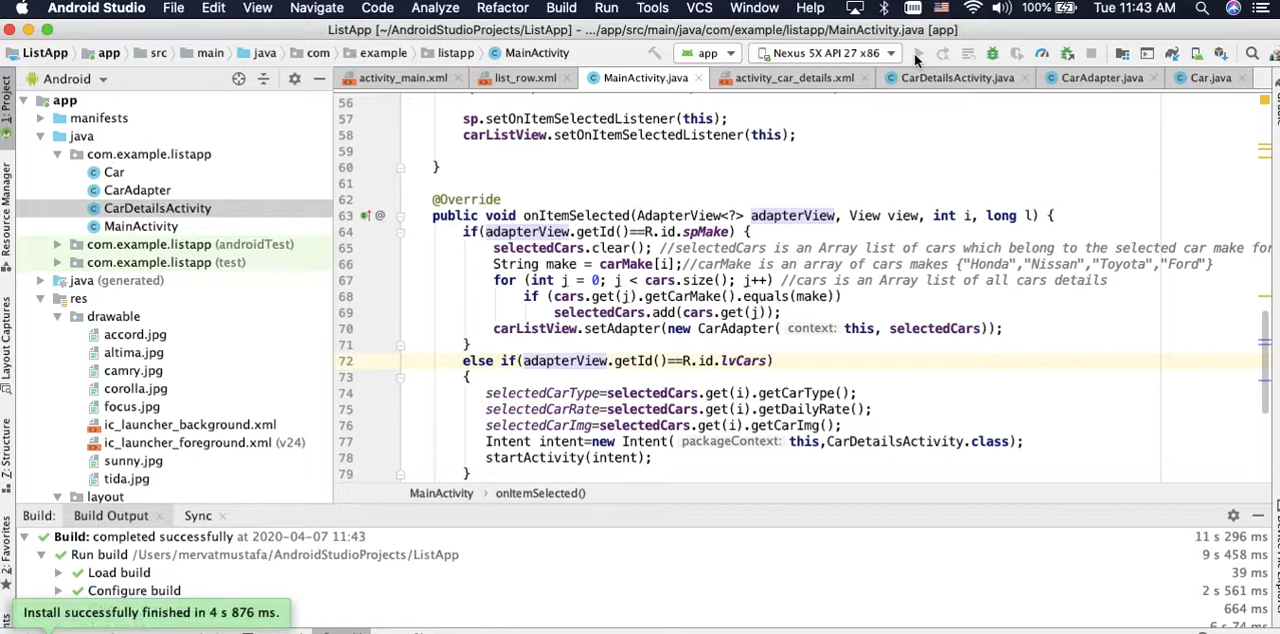 Android Studio File Edit View Navigate Code Analyze Refactor Build Run Tools VCS Window Help 100% Tue 11:43 AM
ListApp [~/AndroidStudioProjects/ListApp] - .../app/src/main/java/com/example/listapp/MainActivity.java [app]
ListApp app src main java com example listapp MainActivity app Nexus 5X API 27 x86
Android activity_main.xml list_row.xml MainActivity.java activity_car_details.xml CarDetailsActivity.java CarAdapter.java Car.java
1: Project
Resource Manager
Layout Captures
Z: Structure
2: Favorites
app
manifests
java
com.example.listapp
Car
CarAdapter
CarDetailsActivity
MainActivity
com.example.listapp (androidTest)
com.example.listapp (test)
java (generated)
res
drawable
accord.jpg
altima.jpg
camry.jpg
corolla.jpg
focus.jpg
ic_launcher_background.xml
ic_launcher_foreground.xml (v24)
sunny.jpg
tida.jpg
layout
56
57 sp.setOnItemSelectedListener(this);
58 carListView.setOnItemSelectedListener(this);
59
60 }
61
62 @Override
63 public void onItemSelected(AdapterView<?> adapterView, View view, int i, long l) {
64 if(adapterView.getId()==R.id.spMake) {
65 selectedCars.clear(); //selectedCars is an Array list of cars which belong to the selected car make for
66 String make = carMake[i];//carMake is an array of cars makes {"Honda","Nissan","Toyota","Ford"}
67 for (int j = 0; j < cars.size(); j++) //cars is an Array list of all cars details
68 if (cars.get(j).getCarMake().equals(make))
69 selectedCars.add(cars.get(j));
70 carListView.setAdapter(new CarAdapter( context: this, selectedCars));
71 }
72 else if(adapterView.getId()==R.id.lvCars)
73 {
74 selectedCarType=selectedCars.get(i).getCarType();
75 selectedCarRate=selectedCars.get(i).getDailyRate();
76 selectedCarImg=selectedCars.get(i).getCarImg();
77 Intent intent=new Intent( packageContext: this,CarDetailsActivity.class);
78 startActivity(intent);
79 }
MainActivity onItemSelected()
Build: Build Output Sync
Build: completed successfully at 2020-04-07 11:43 11 s 296 ms
Run build /Users/mervatmustafa/AndroidStudioProjects/ListApp 9 s 458 ms
Load build 39 ms
Configure build 2 s 561 ms
664 ms
Install successfully finished in 4 s 876 ms.